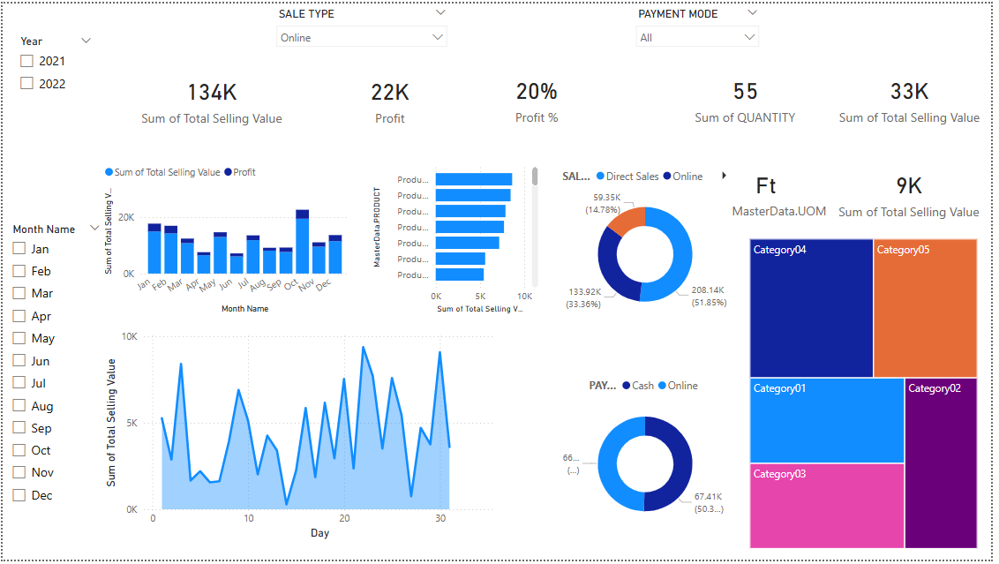 SALE TYPE
Online
PAYMENT MODE
All
Year
2021
2022
134K
Sum of Total Selling Value
22K
Profit
20%
Profit %
55
Sum of QUANTITY
33K
Sum of Total Selling Value
Month Name
Jan
Feb
Mar
Apr
May
Jun
Jul
Aug
Sep
Oct
Nov
Dec
Sum of Total Selling Value
Profit
Sum of Total Selling V...
20K
0K
Jan
Feb
Mar
Apr
May
Jun
Jul
Aug
Sep
Oct
Nov
Dec
Month Name
MasterData.PRODUCT
Produ...
Produ...
Produ...
Produ...
Produ...
Produ...
Produ...
0K
5K
10K
Sum of Total Selling V...
SAL...
Direct Sales
Online
59.35K
(14.78%)
133.92K
(33.36%)
208.14K
(51.85%)
Ft
MasterData.UOM
9K
Sum of Total Selling Value
Sum of Total Selling Value
10K
5K
0K
0
10
20
30
Day
PAY...
Cash
Online
66...
(...)
67.41K
(50.3...)
Category04
Category05
Category01
Category02
Category03